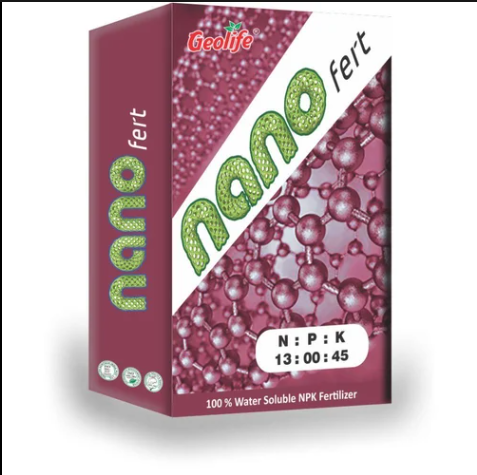 Geolife
nano fert
nano fert
N : P : K
13 : 00 : 45
100 % Water Soluble NPK Fertilizer